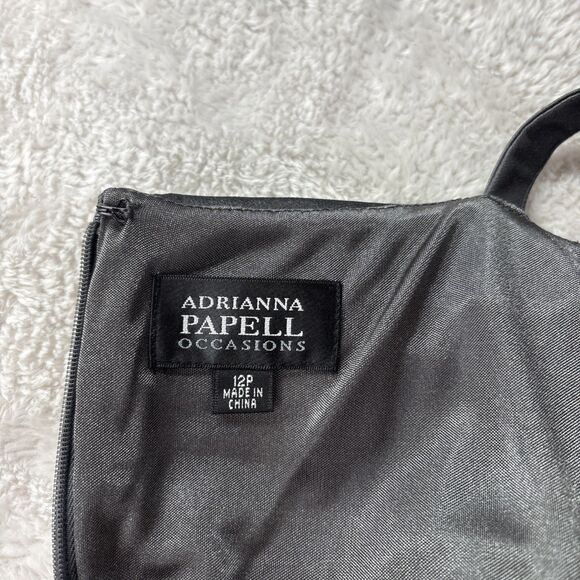 ADRIANNA
PAPELL
OCCASIONS
12P
MADE IN
CHINA